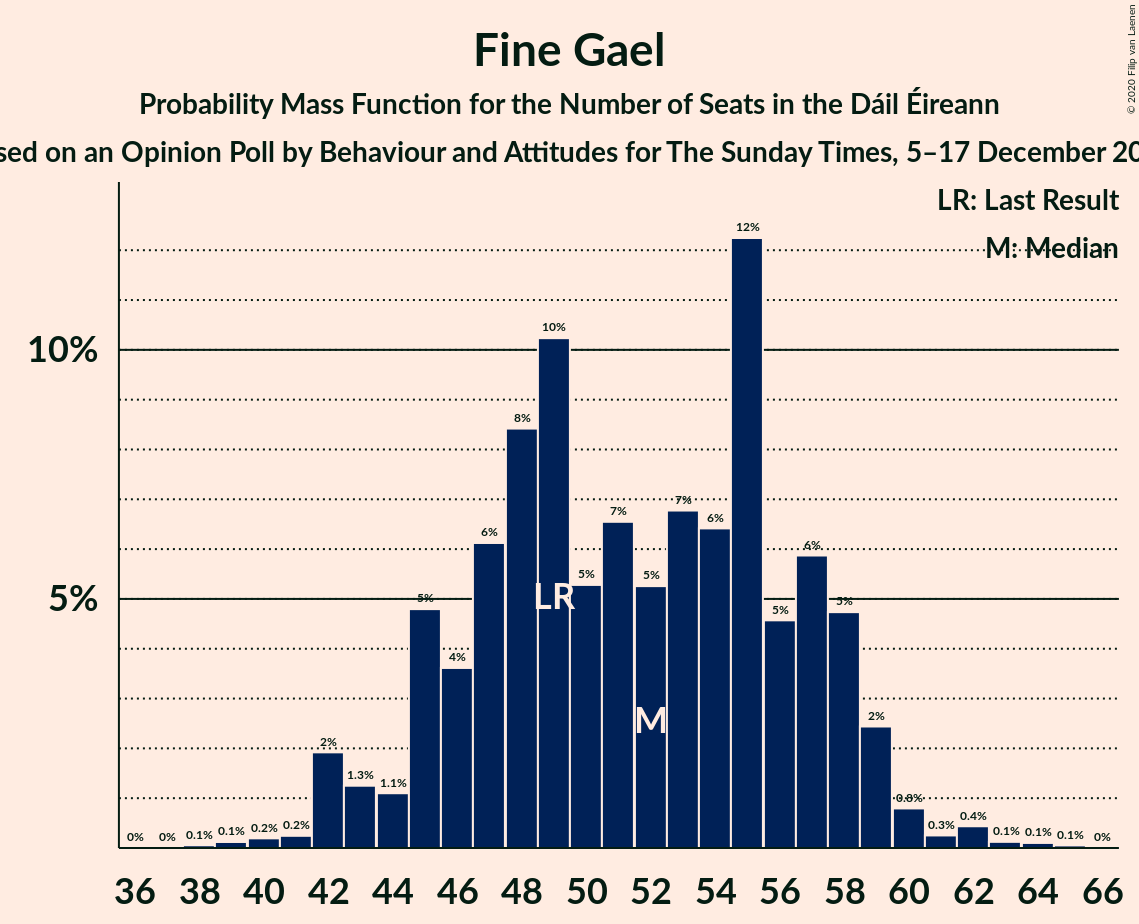 Fine Gael
Probability Mass Function for the Number of Seats in the Dáil Éireann
sed on an Opinion Poll by Behaviour and Attitudes for The Sunday Times, 5–17 December 20
© 2020 Filip van Laenen
LR: Last Result
M: Median
10%
5%
0% 0% 0.1% 0.1% 0.2% 0.2% 2% 1.3% 1.1% 5% 4% 6% 8% 10% 5% 7% 5% 7% 6% 12% 5% 6% 5% 2% 0.8% 0.3% 0.4% 0.1% 0.1% 0.1% 0%
LR
M
36 38 40 42 44 46 48 50 52 54 56 58 60 62 64 66